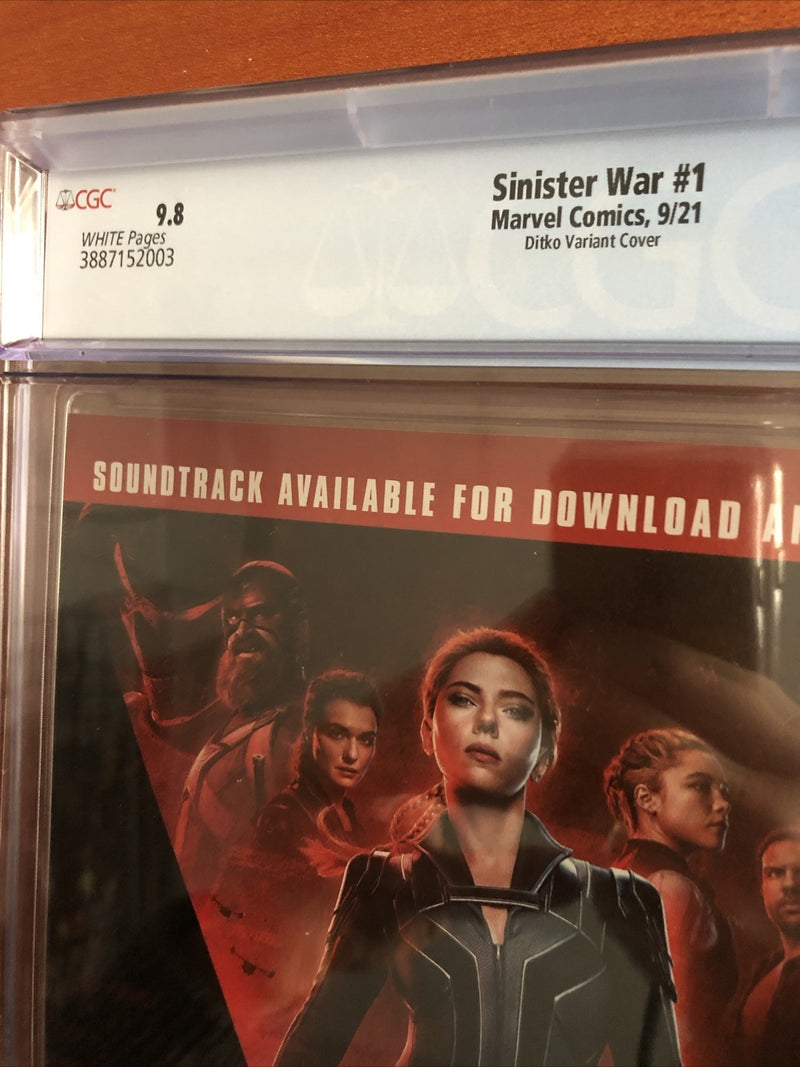 CGC
9.8
WHITE Pages
3887152003
Sinister War #1
Marvel Comics, 9/21
Ditko Variant Cover
CGC
SOUNDTRACK AVAILABLE FOR DOWNLOAD